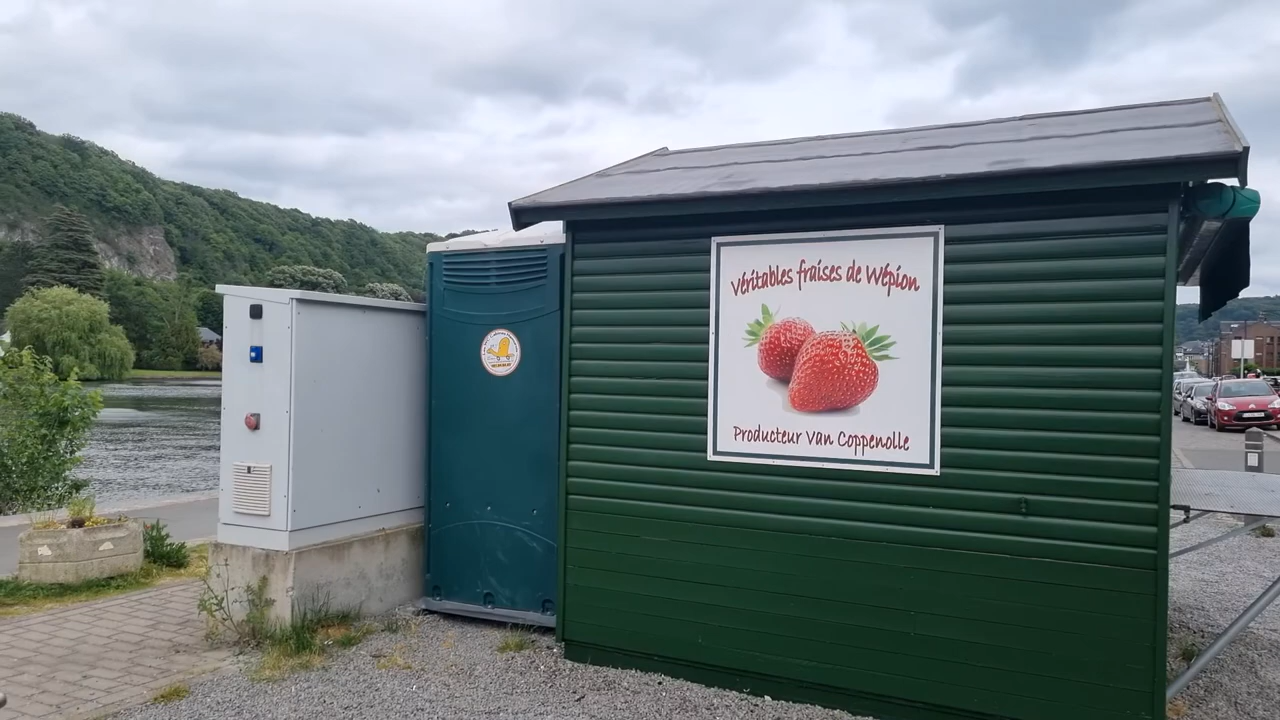 Véritables fraises de Wépion
Producteur Van Coppenolle